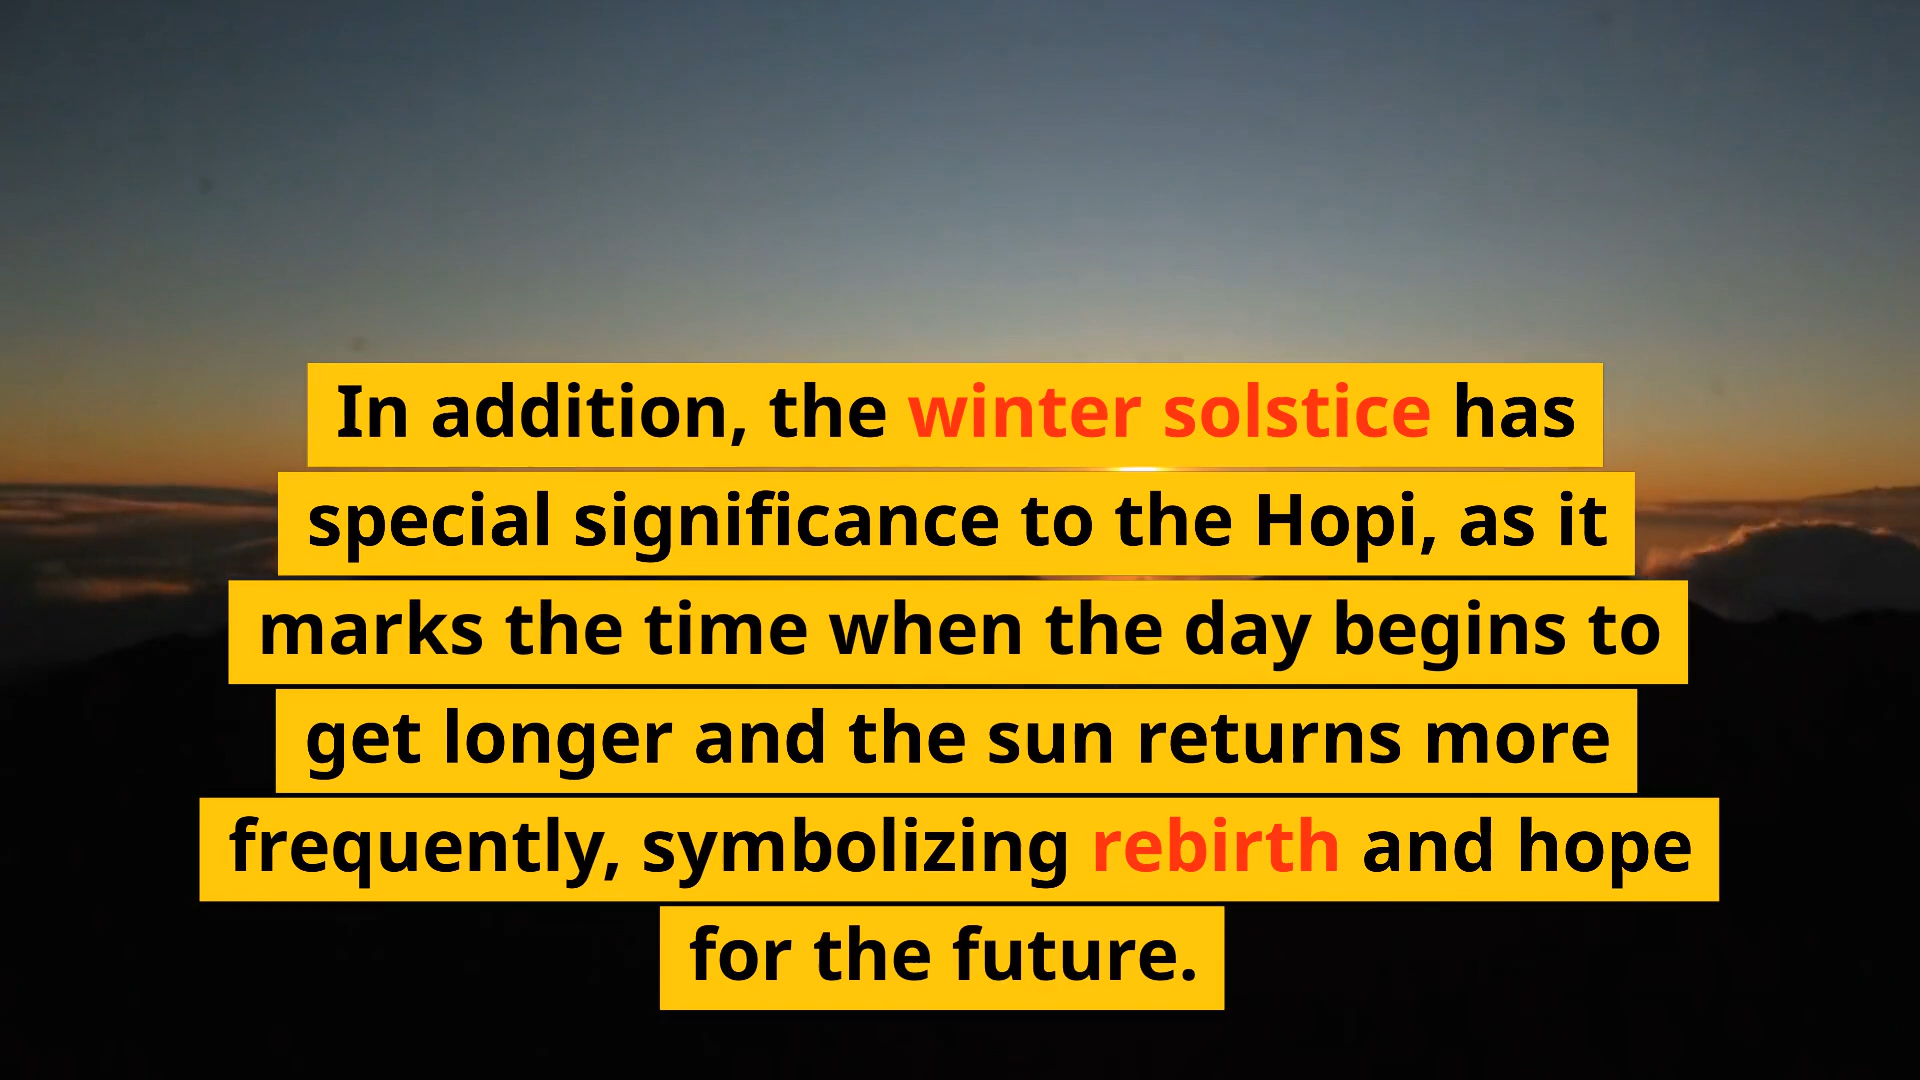 In addition, the winter solstice has
special significance to the Hopi, as it
marks the time when the day begins to
get longer and the sun returns more
frequently, symbolizing rebirth and hope
for the future.